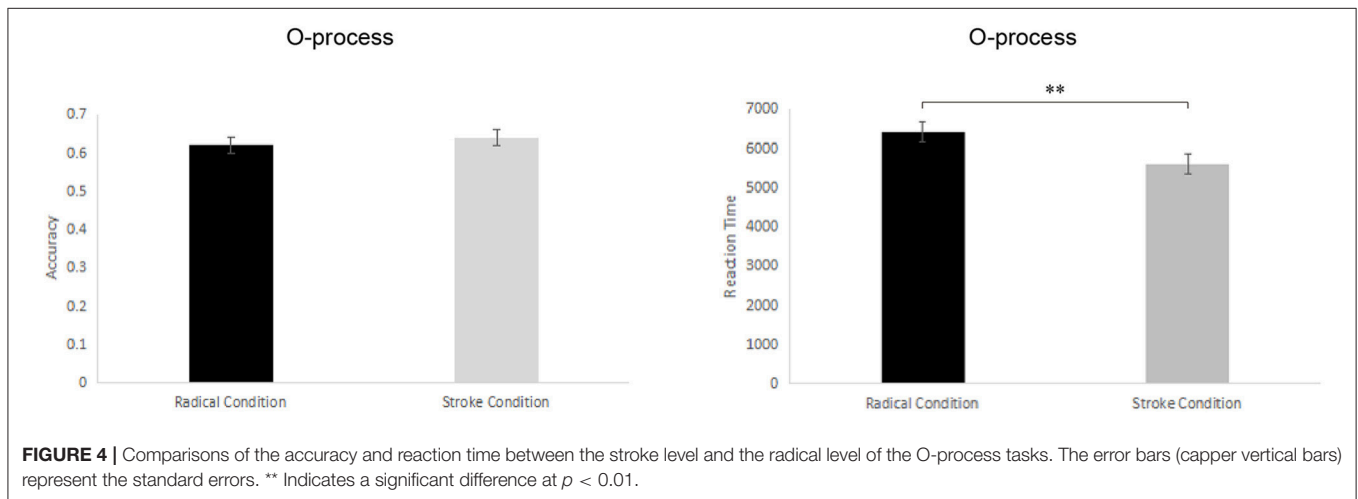 O-process
0.7
0.6
0.5
0.4
0.3
0.2
0.1
0
Accuracy
Radical Condition Stroke Condition
O-process
**
7000
6000
5000
4000
3000
2000
1000
0
Reaction Time
Radical Condition Stroke Condition
FIGURE 4 | Comparisons of the accuracy and reaction time between the stroke level and the radical level of the O-process tasks. The error bars (capper vertical bars)
represent the standard errors. ** Indicates a significant difference at p < 0.01.